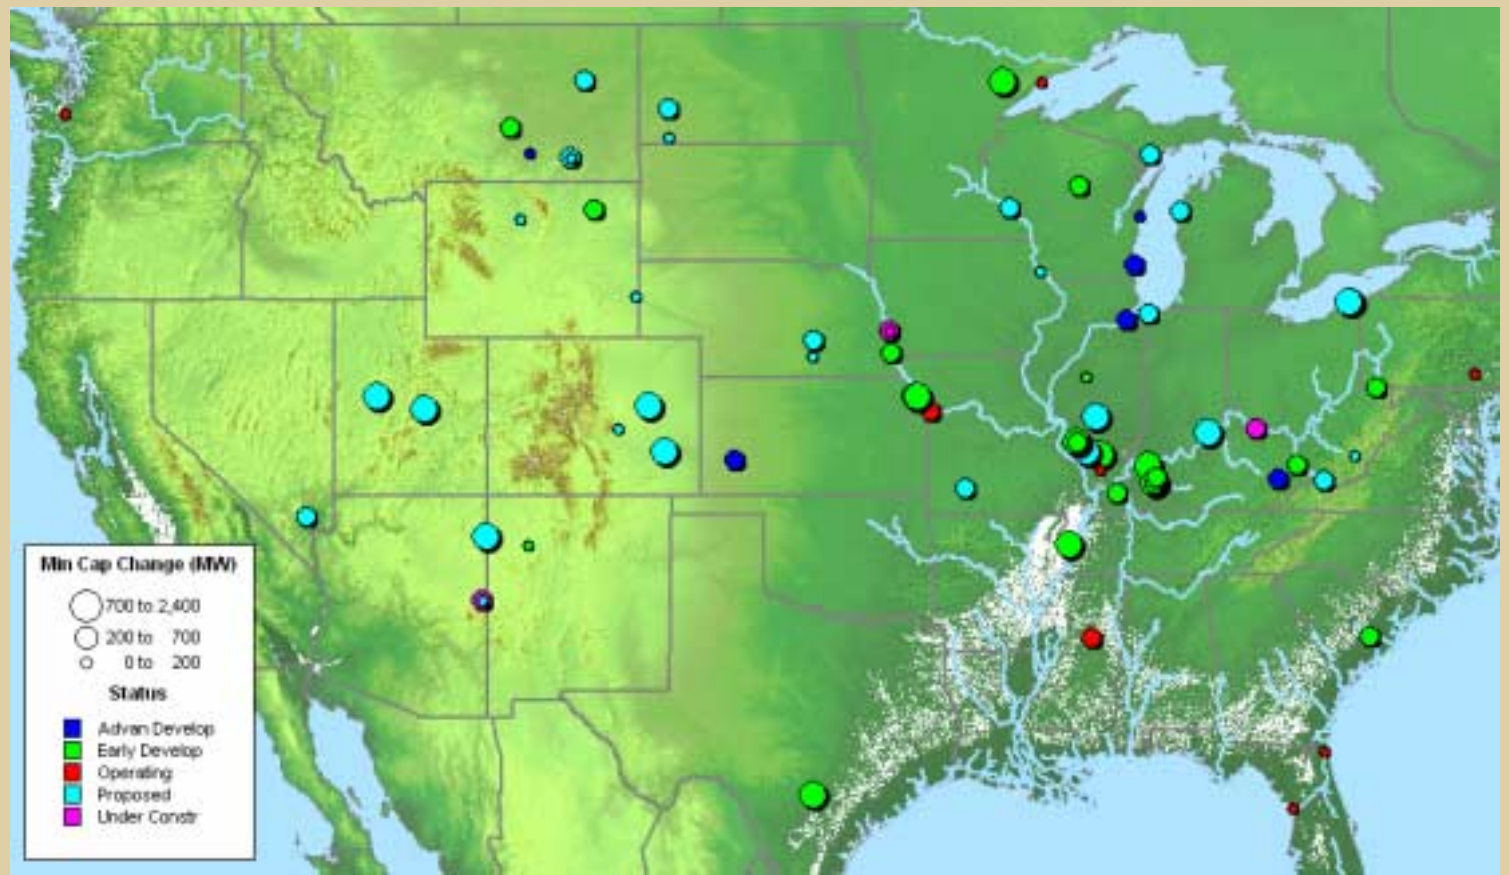 Min Cap Change (MW)
700 to 2,400
200 to 700
0 to 200
Status
Advan Develop
Early Develop
Operating
Proposed
Under Constr